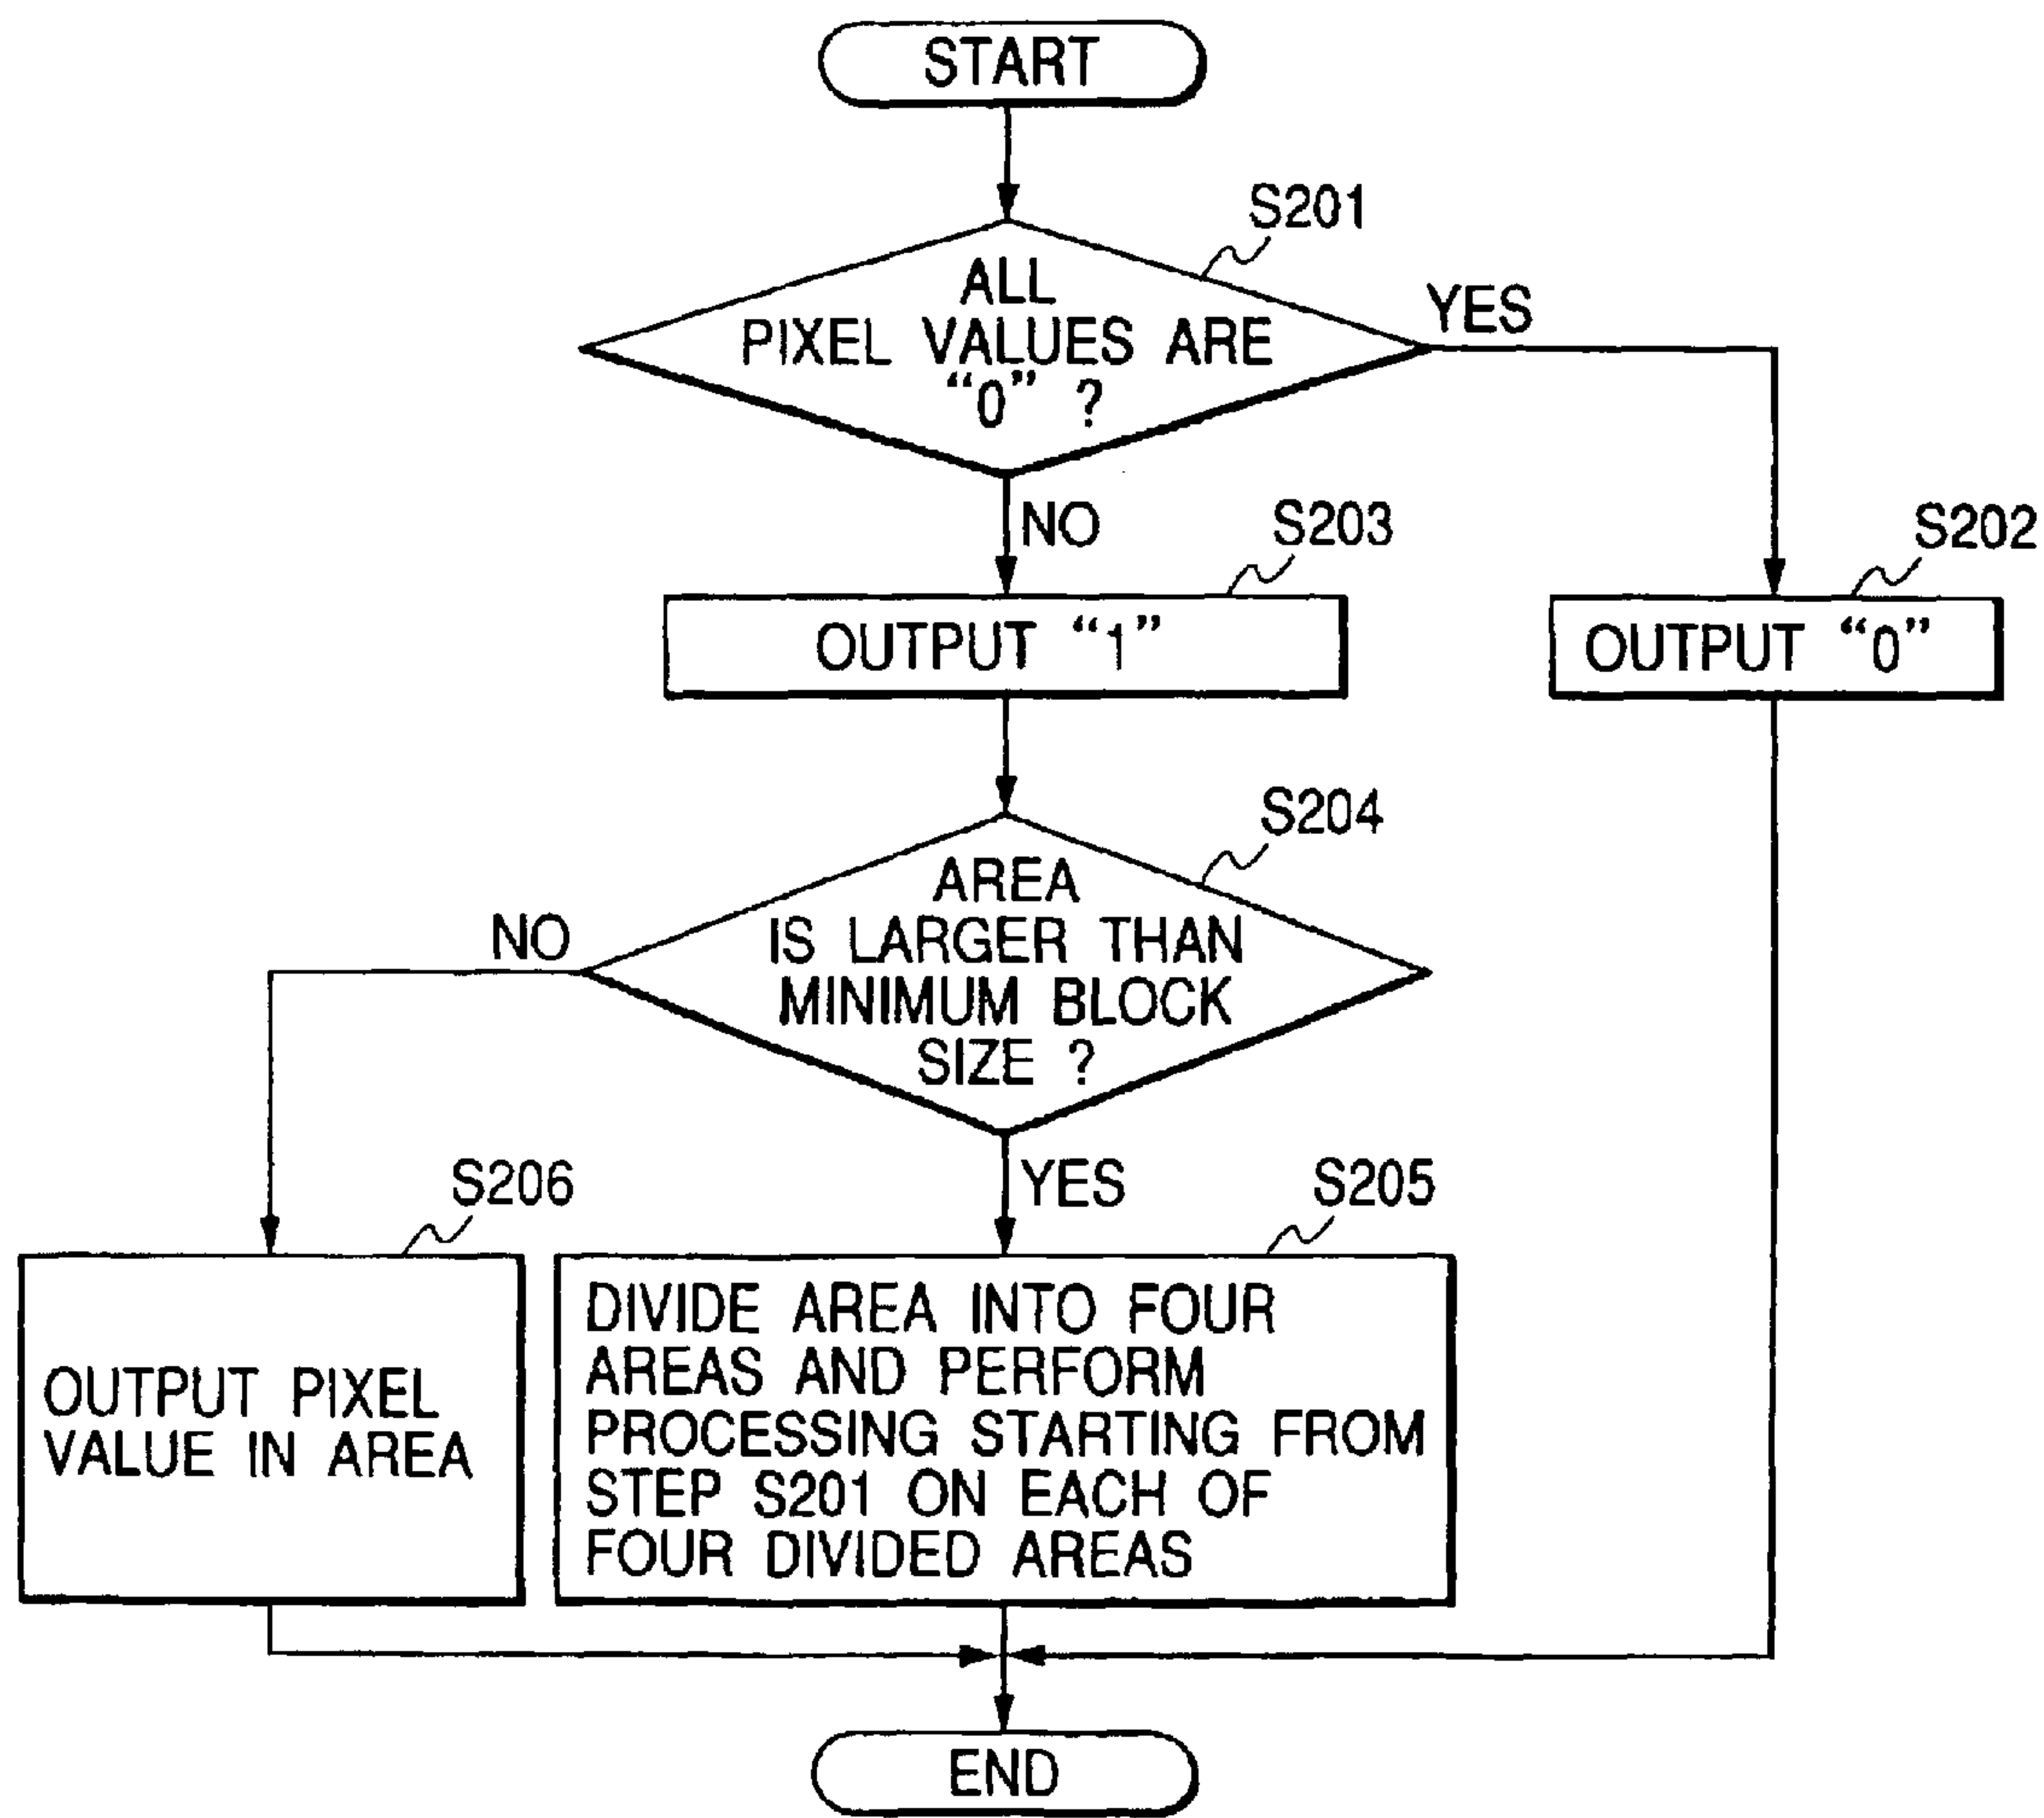 START
S201
ALL
PIXEL VALUES ARE
“0” ?
YES
NO
S203
S202
OUTPUT “1”
OUTPUT “0”
S204
AREA
IS LARGER THAN
MINIMUM BLOCK
SIZE ?
NO
YES
S206
S205
OUTPUT PIXEL
VALUE IN AREA
DIVIDE AREA INTO FOUR
AREAS AND PERFORM
PROCESSING STARTING FROM
STEP S201 ON EACH OF
FOUR DIVIDED AREAS
END